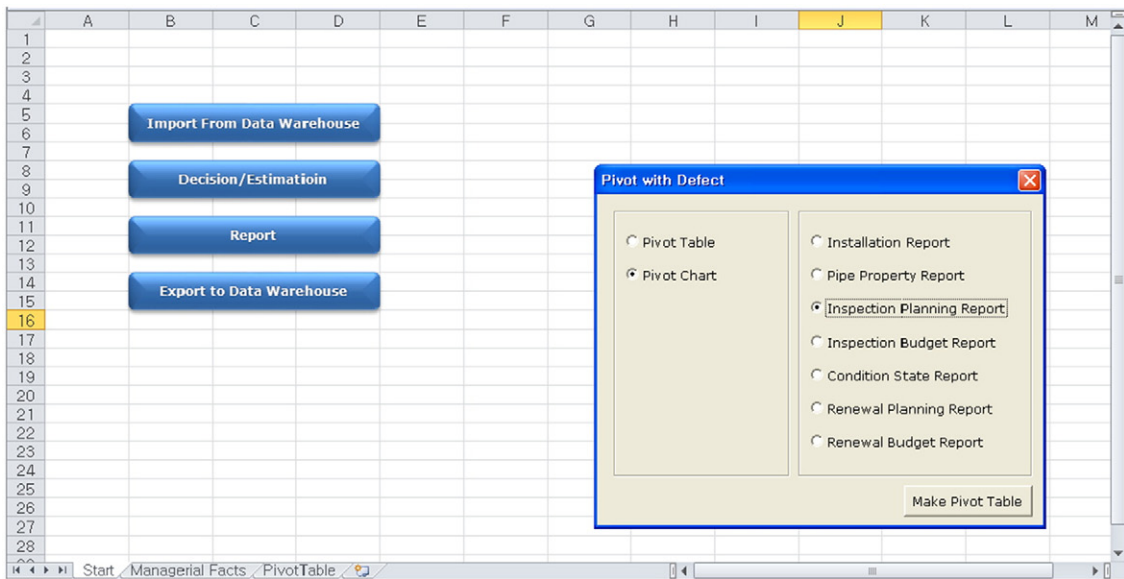 A B C D E F G H I J K L M
1
2
3
4
5
6
7
8
9
10
11
12
13
14
15
16
17
18
19
20
21
22
23
24
25
26
27
28
Import From Data Warehouse
Decision/Estimatioin
Report
Export to Data Warehouse
Pivot with Defect
Pivot Table
Pivot Chart
Installation Report
Pipe Property Report
Inspection Planning Report
Inspection Budget Report
Condition State Report
Renewal Planning Report
Renewal Budget Report
Make Pivot Table
Start Managerial Facts PivotTable